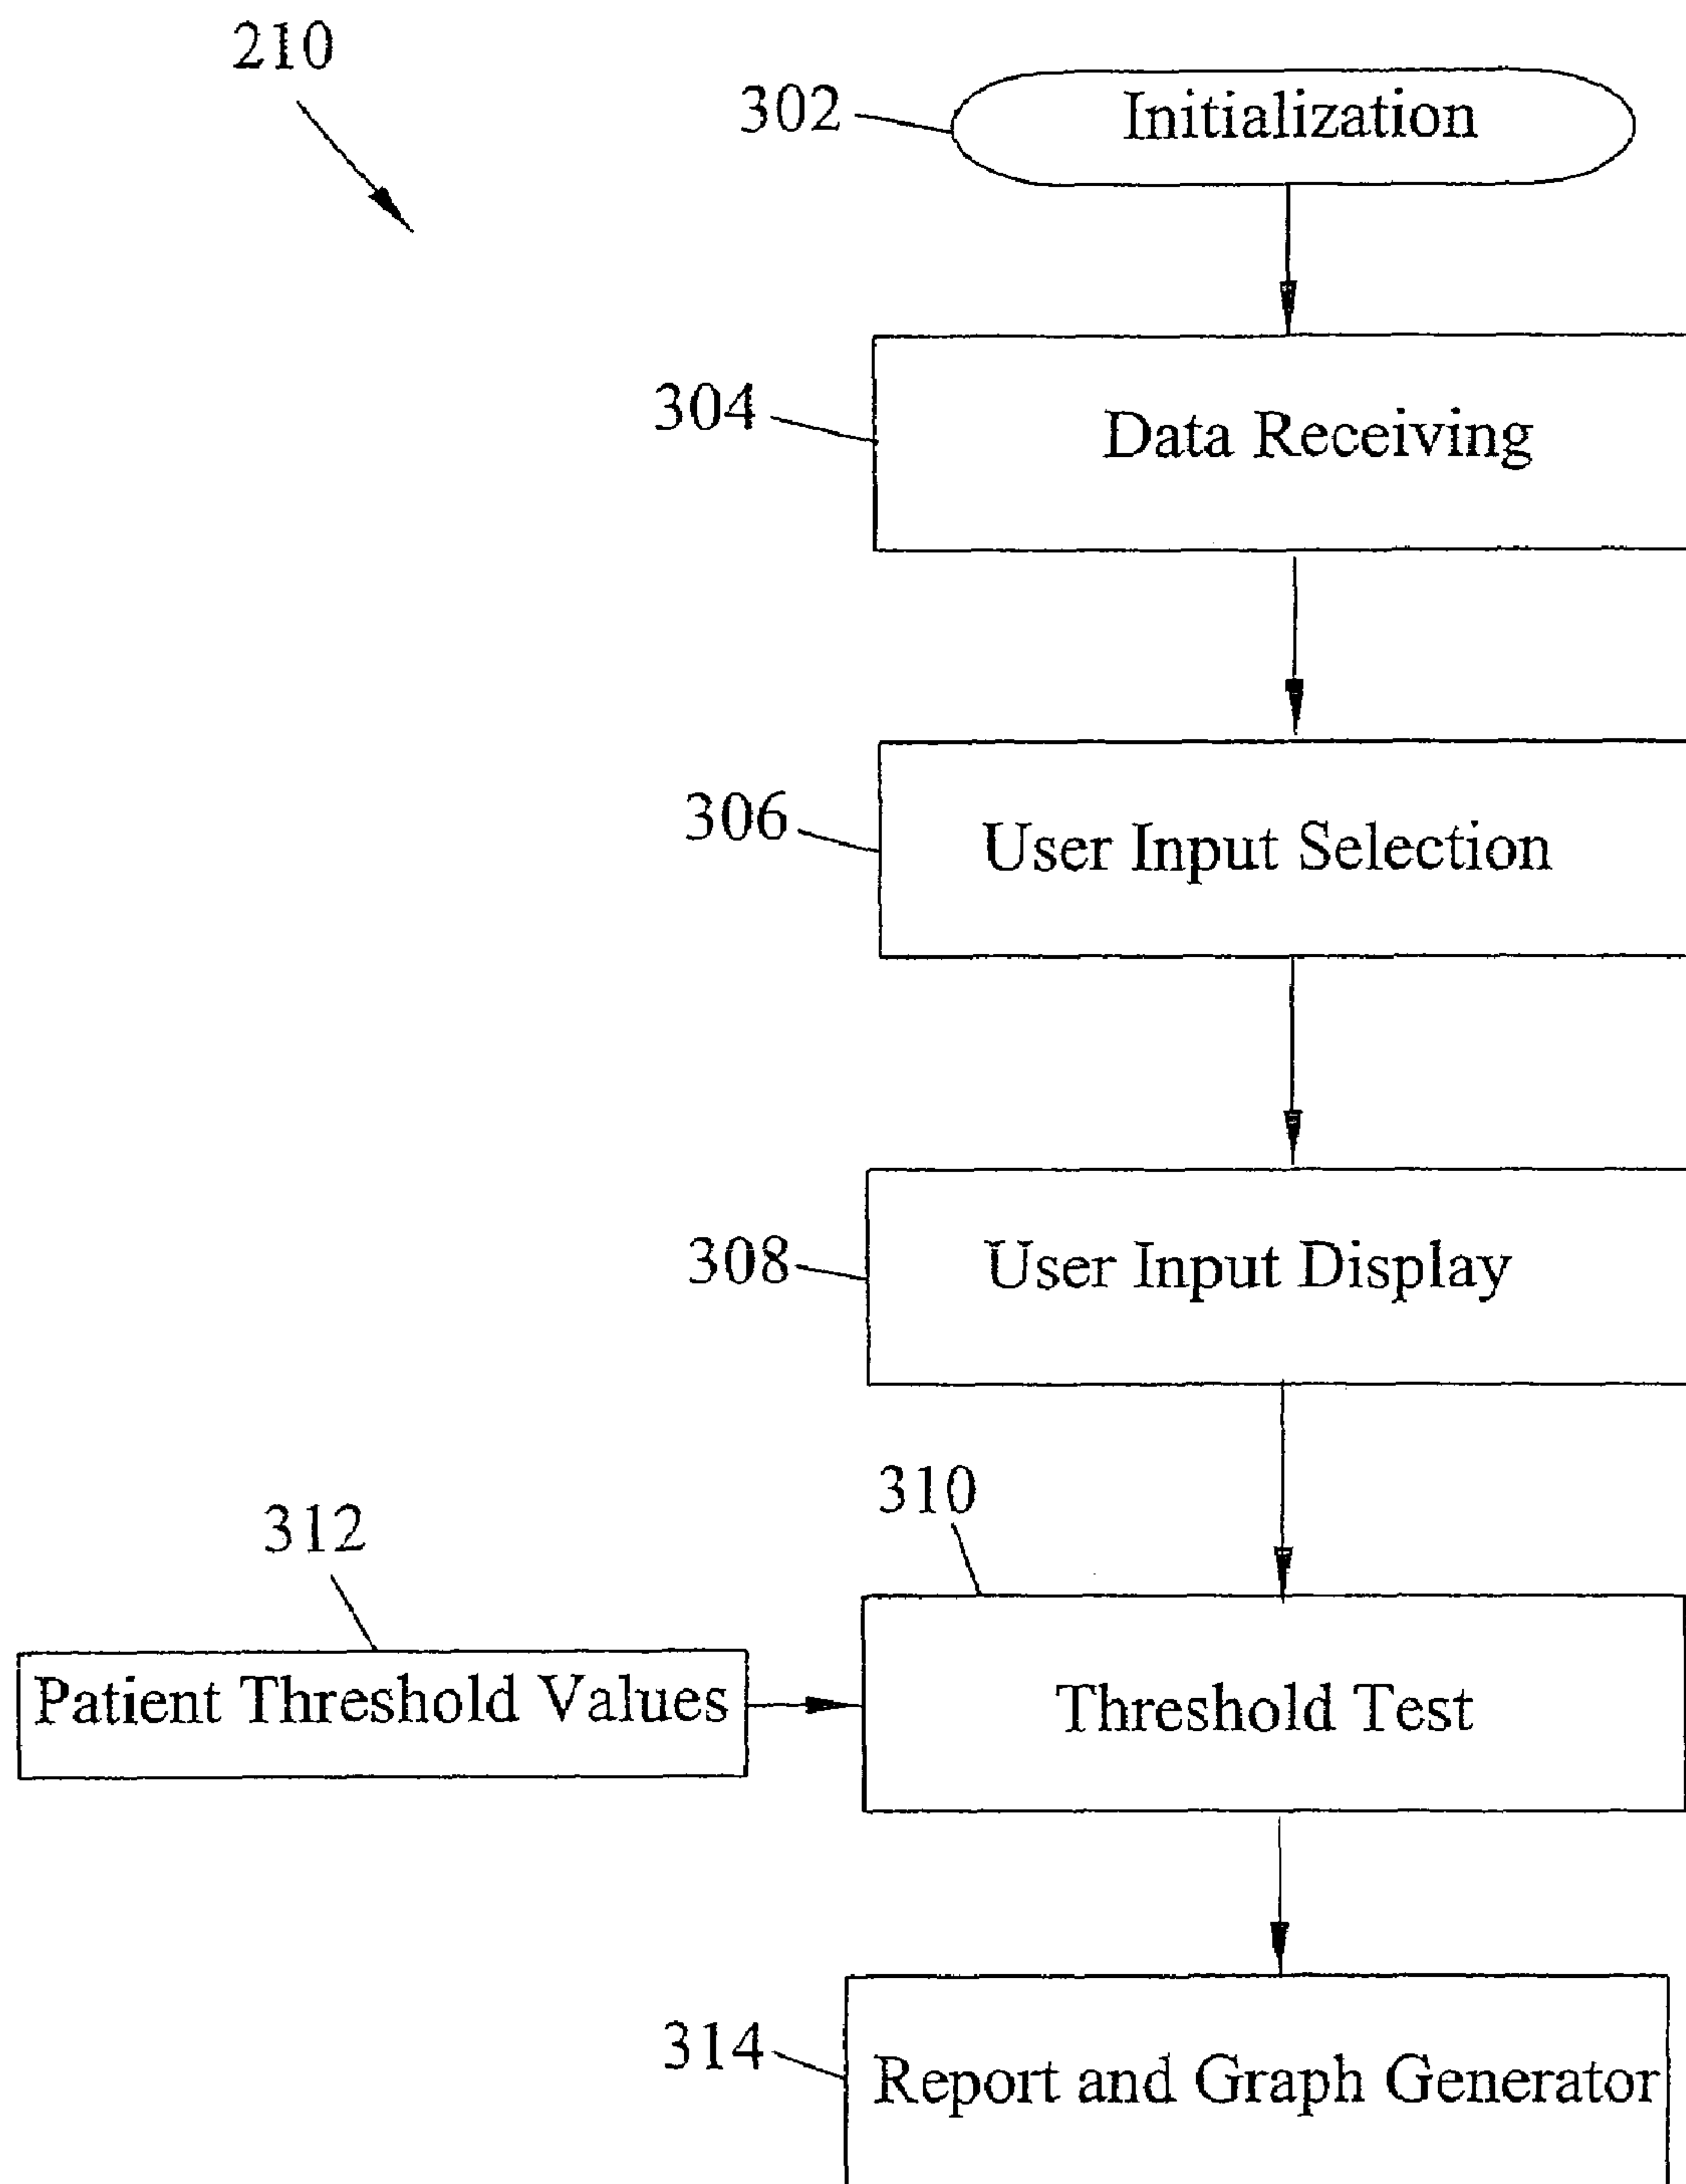 210
302
Initialization
304
Data Receiving
306
User Input Selection
308
User Input Display
310
312
Patient Threshold Values
Threshold Test
314
Report and Graph Generator